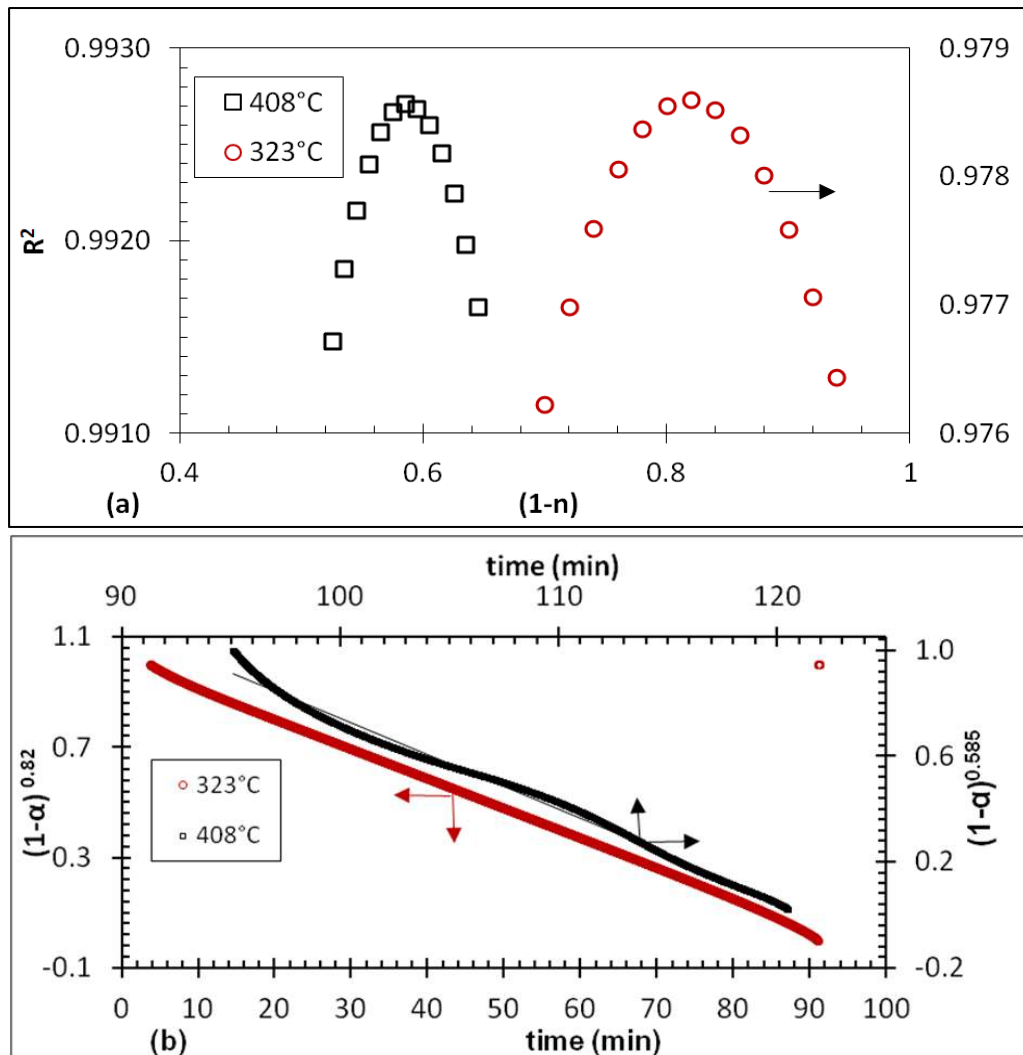 0.9930
0.979
408°C
323°C
0.978
R²
0.9920
0.977
0.9910
0.976
0.4
0.6
0.8
1
(a)
(1-n)
time (min)
90
100
110
120
1.1
1.0
(1-α)^0.82
0.7
0.6
(1-α)^0.585
323°C
408°C
0.3
0.2
-0.1
-0.2
0 10 20 30 40 50 60 70 80 90 100
(b)
time (min)